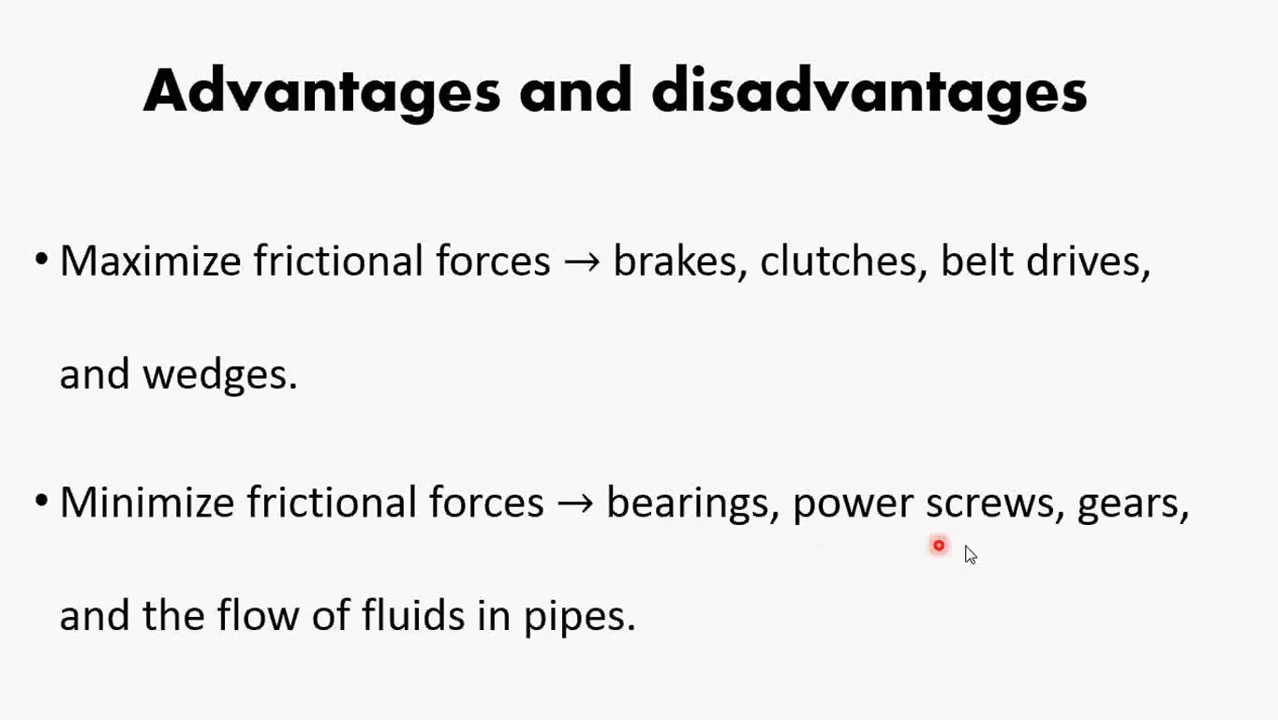 Advantages and disadvantages
• Maximize frictional forces → brakes, clutches, belt drives,
and wedges.
• Minimize frictional forces → bearings, power screws, gears,
and the flow of fluids in pipes.